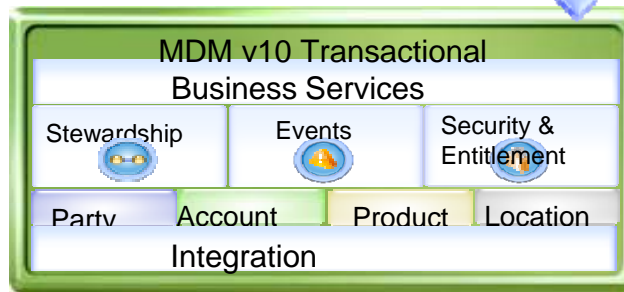 MDM v10 Transactional
Business Services
Stewardship
Events
Security &
Entitlement
Party
Account
Product
Location
Integration